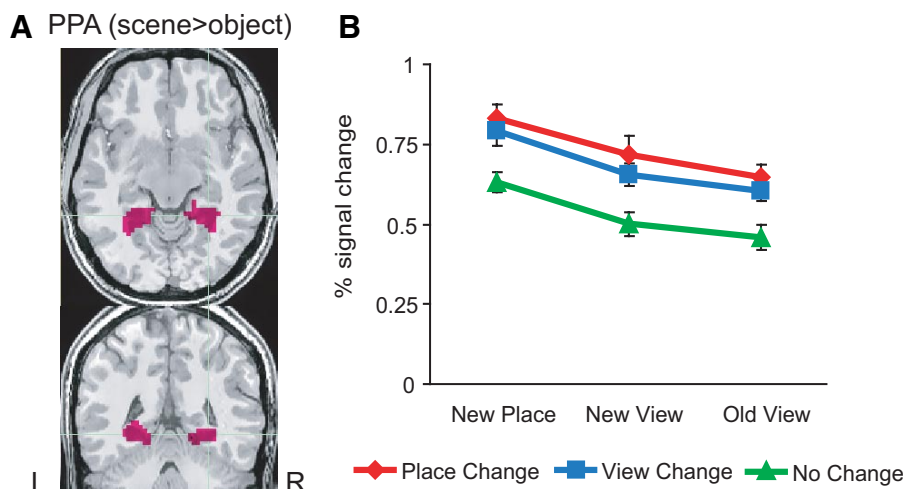 A PPA (scene>object)
L R
B
% signal change
1
0.75
0.5
0.25
0
New Place New View Old View
Place Change View Change No Change